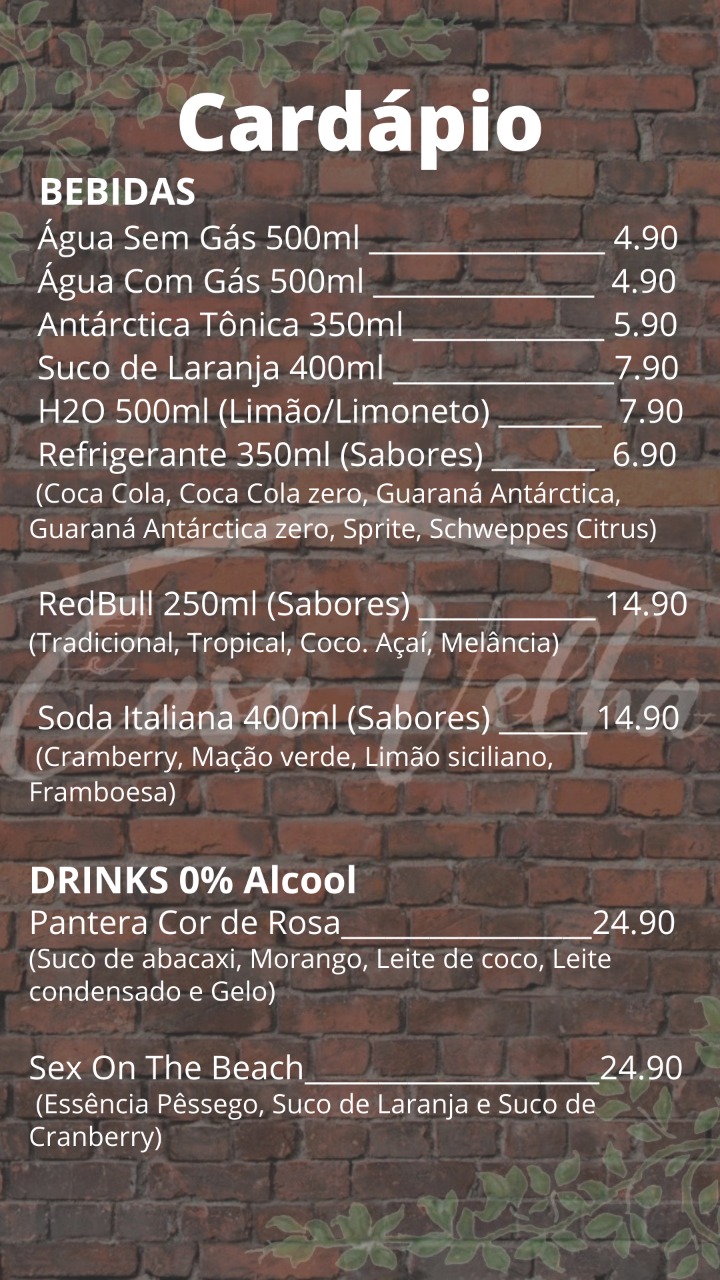 Cardápio
BEBIDAS
Água Sem Gás 500ml ______________ 4.90
Água Com Gás 500ml _____________ 4.90
Antárctica Tônica 350ml ___________ 5.90
Suco de Laranja 400ml _____________7.90
H2O 500ml (Limão/Limoneto) ______ 7.90
Refrigerante 350ml (Sabores) ______ 6.90
(Coca Cola, Coca Cola zero, Guaraná Antárctica,
Guaraná Antárctica zero, Sprite, Schweppes Citrus)
RedBull 250ml (Sabores) __________ 14.90
(Tradicional, Tropical, Coco. Açaí, Melância)
Casa Velha
Soda Italiana 400ml (Sabores) _____ 14.90
(Cramberry, Mação verde, Limão siciliano,
Framboesa)
DRINKS 0% Alcool
Pantera Cor de Rosa_______________24.90
(Suco de abacaxi, Morango, Leite de coco, Leite
condensado e Gelo)
Sex On The Beach_________________24.90
(Essência Pêssego, Suco de Laranja e Suco de
Cranberry)